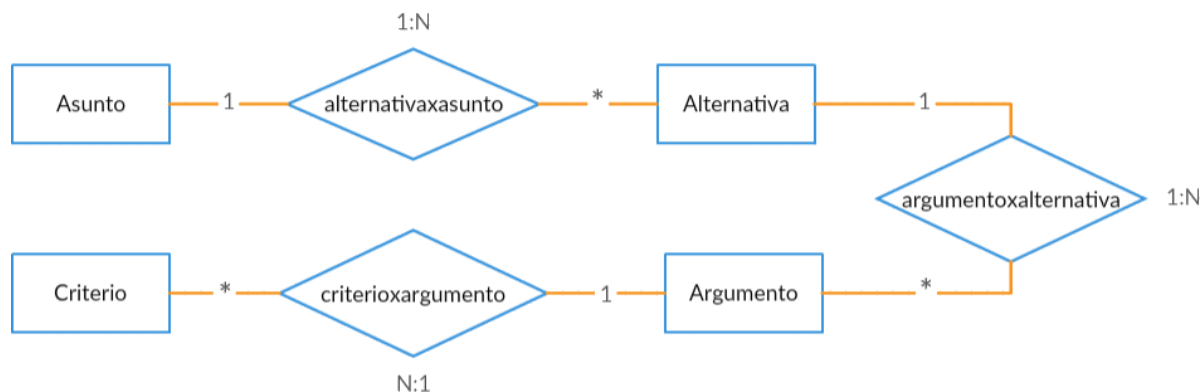 1:N
Asunto 1 alternativaxasunto * Alternativa 1
argumentoxalternativa 1:N
Criterio * criterioxargumento 1 Argumento *
N:1